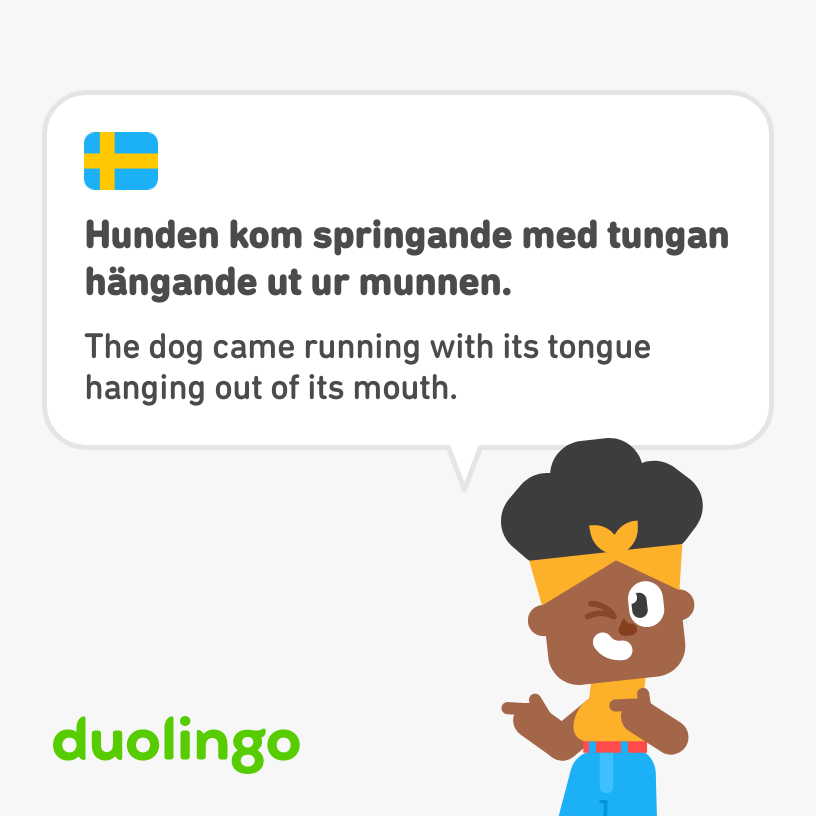 Hunden kom springande med tungan
hängande ut ur munnen.
The dog came running with its tongue
hanging out of its mouth.
duolingo